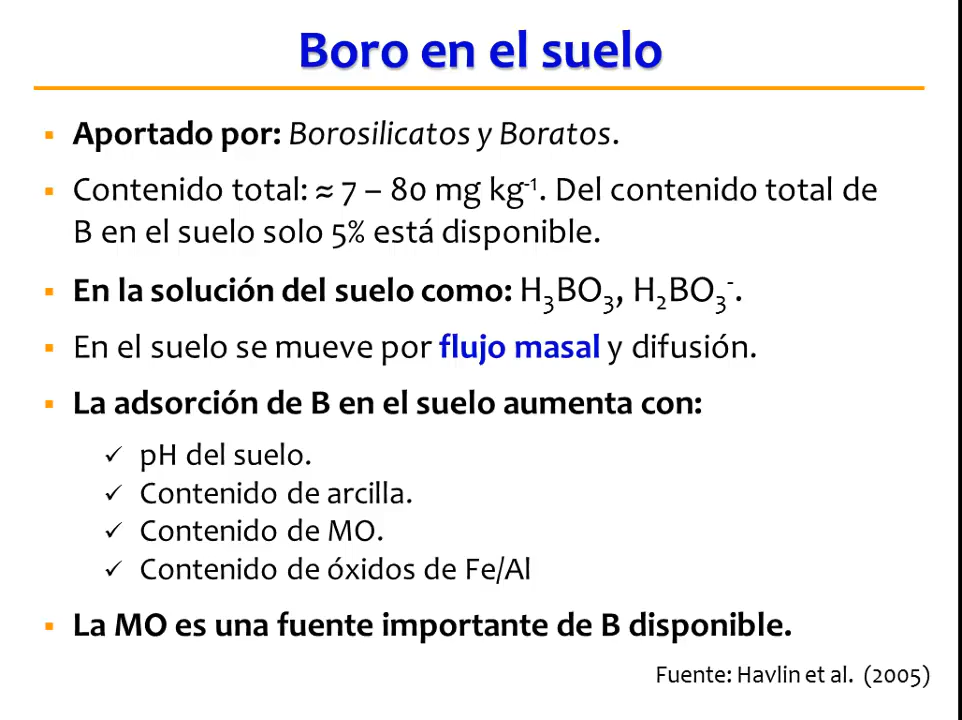 Boro en el suelo
▪ Aportado por: Borosilicatos y Boratos.
▪ Contenido total: ≈ 7 – 80 mg kg⁻¹. Del contenido total de
B en el suelo solo 5% está disponible.
▪ En la solución del suelo como: H₃BO₃, H₂BO₃⁻.
▪ En el suelo se mueve por flujo masal y difusión.
▪ La adsorción de B en el suelo aumenta con:
✓ pH del suelo.
✓ Contenido de arcilla.
✓ Contenido de MO.
✓ Contenido de óxidos de Fe/Al
▪ La MO es una fuente importante de B disponible.
Fuente: Havlin et al. (2005)